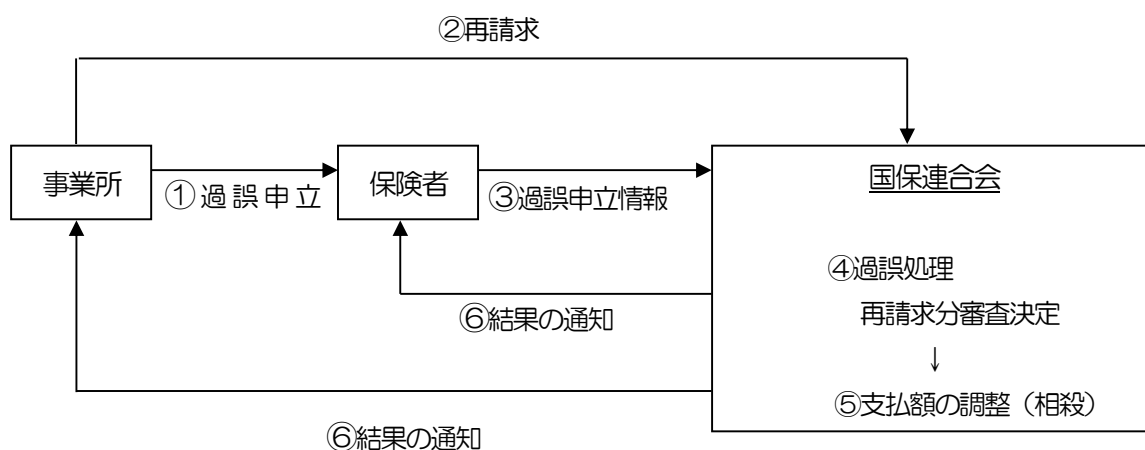 ②再請求
事業所
保険者
国保連合会
①過誤申立
③過誤申立情報
④過誤処理
再請求分審査決定
↓
⑤支払額の調整（相殺）
⑥結果の通知
⑥結果の通知